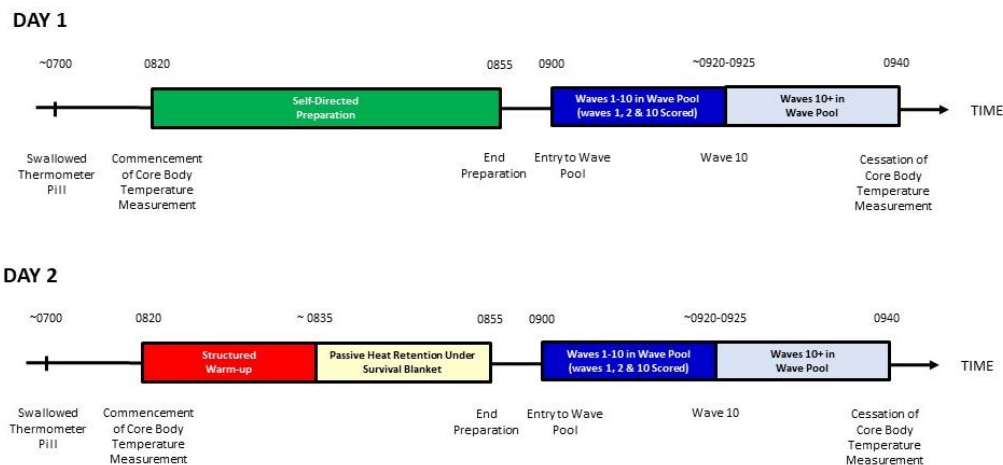 DAY 1
~0700
0820
0855
0900
~0920-0925
0940
Self-Directed
Preparation
Waves 1-10 in Wave Pool
(waves 1, 2 & 10 Scored)
Waves 10+ in
Wave Pool
TIME
Swallowed
Thermometer
Pill
Commencement
of Core Body
Temperature
Measurement
End
Preparation
Entry to Wave
Pool
Wave 10
Cessation of
Core Body
Temperature
Measurement
DAY 2
~0700
0820
~ 0835
0855
0900
~0920-0925
0940
Structured
Warm-up
Passive Heat Retention Under
Survival Blanket
Waves 1-10 in Wave Pool
(waves 1, 2 & 10 Scored)
Waves 10+ in
Wave Pool
TIME
Swallowed
Thermometer
Pill
Commencement
of Core Body
Temperature
Measurement
End
Preparation
Entry to Wave
Pool
Wave 10
Cessation of
Core Body
Temperature
Measurement